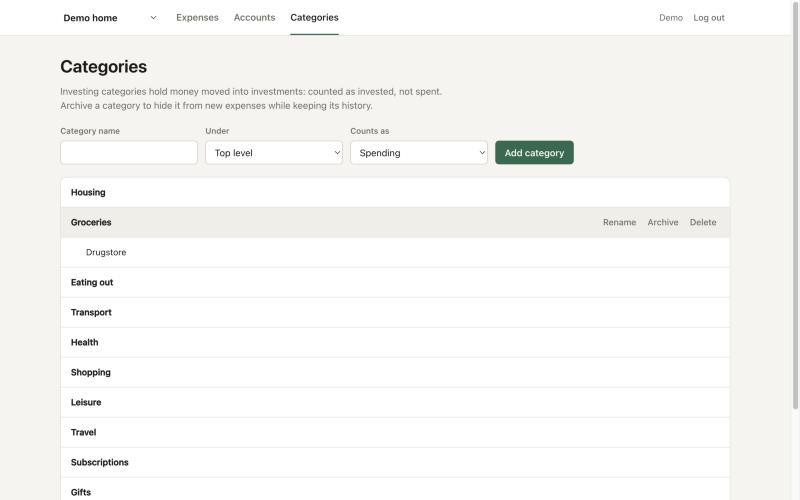 Demo home Expenses Accounts Categories Demo Log out
Categories
Investing categories hold money moved into investments: counted as invested, not spent.
Archive a category to hide it from new expenses while keeping its history.
Category name Under Counts as
Top level Spending Add category
Housing
Groceries Rename Archive Delete
Drugstore
Eating out
Transport
Health
Shopping
Leisure
Travel
Subscriptions
Gifts